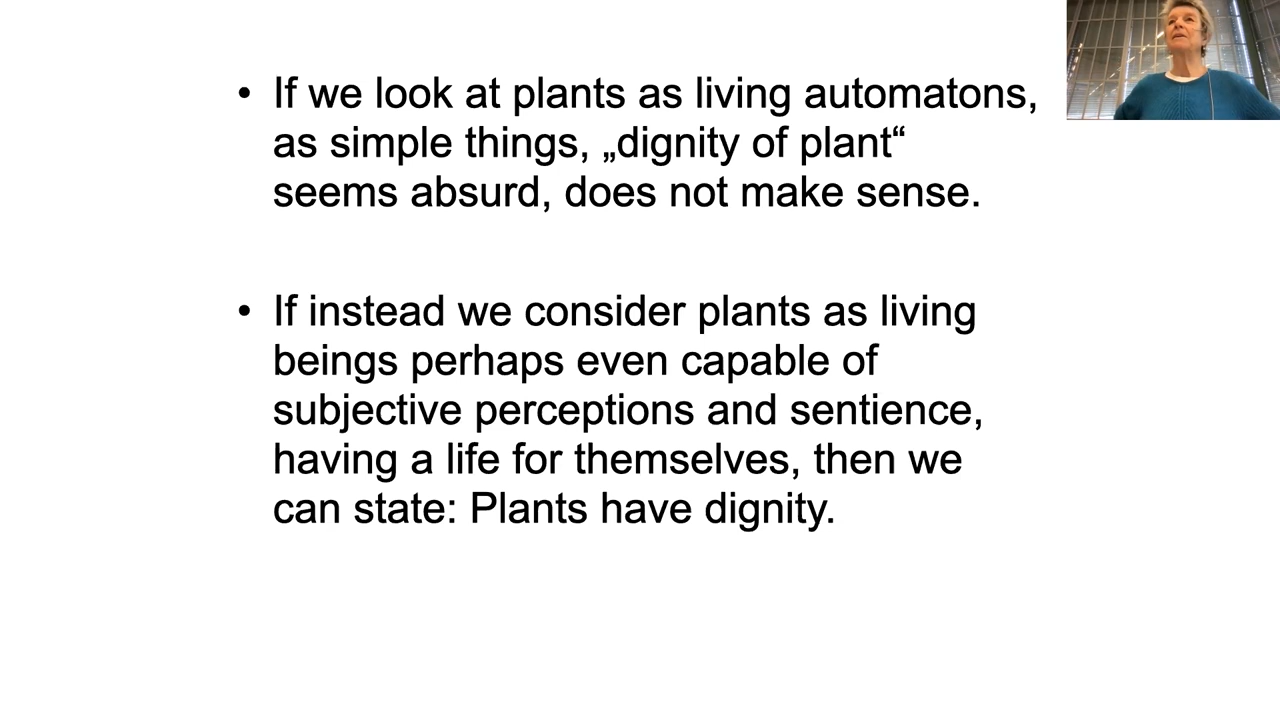 • If we look at plants as living automatons,
as simple things, „dignity of plant“
seems absurd, does not make sense.
• If instead we consider plants as living
beings perhaps even capable of
subjective perceptions and sentience,
having a life for themselves, then we
can state: Plants have dignity.